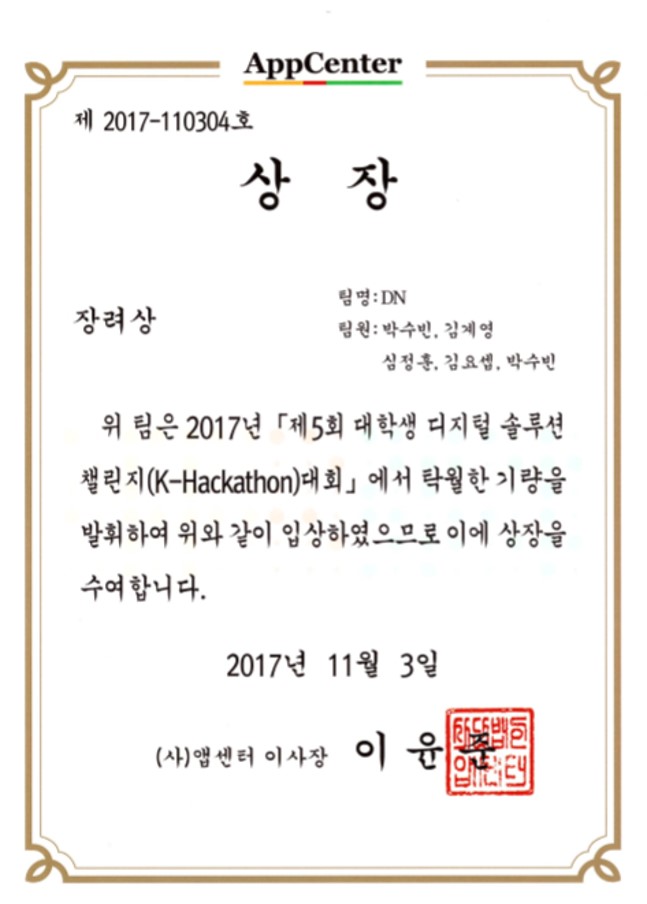 AppCenter
제 2017-110304호
상 장
장려상
팀명:DN
팀원:박수빈, 김계영
심정훈, 김요셉, 박수빈
위 팀은 2017년 「제5회 대학생 디지털 솔루션
챌린지(K-Hackathon)대회」에서 탁월한 기량을
발휘하여 위와 같이 입상하였으므로 이에 상장을
수여합니다.
2017년 11월 3일
(사)앱센터 이사장 이 윤 준